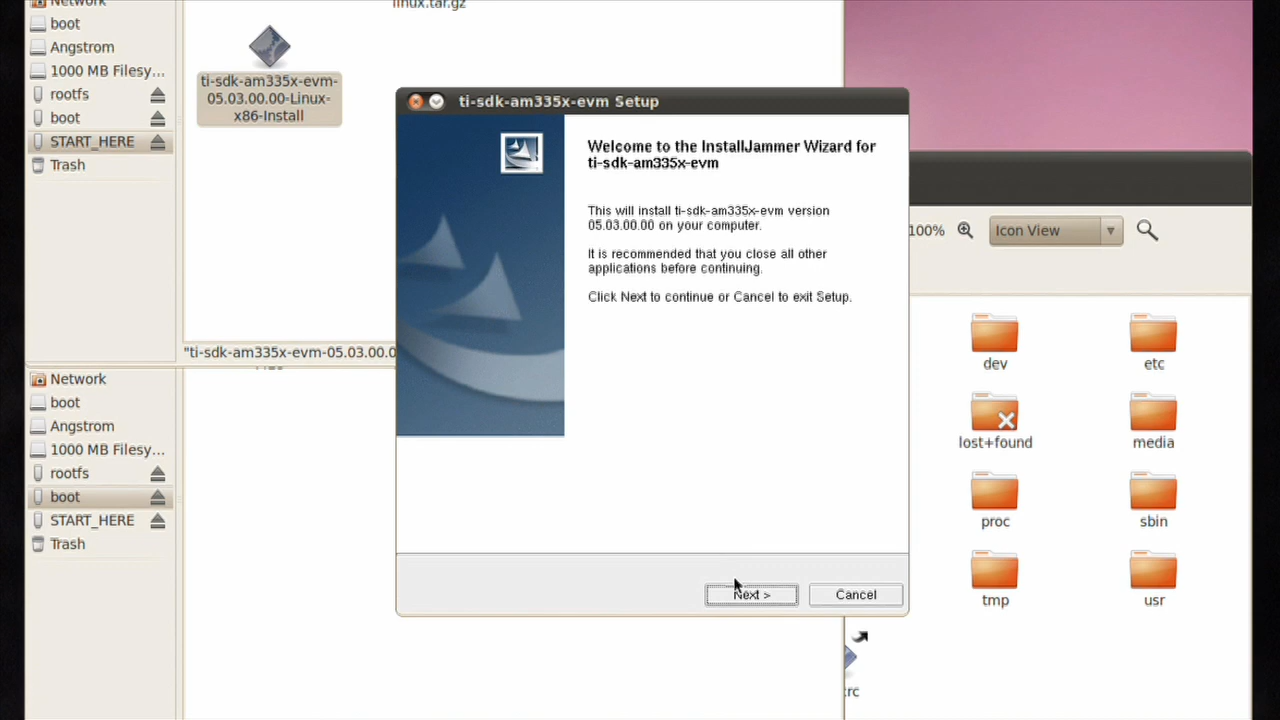 Network
boot
Angstrom
1000 MB Filesy...
rootfs
boot
START_HERE
Trash
linux.tar.gz
ti-sdk-am335x-evm-
05.03.00.00-Linux-
x86-Install
"ti-sdk-am335x-evm-05.03.00.0
Network
boot
Angstrom
1000 MB Filesy...
rootfs
boot
START_HERE
Trash
ti-sdk-am335x-evm Setup
Welcome to the InstallJammer Wizard for
ti-sdk-am335x-evm
This will install ti-sdk-am335x-evm version
05.03.00.00 on your computer.
It is recommended that you close all other
applications before continuing.
Click Next to continue or Cancel to exit Setup.
Next >
Cancel
100%
Icon View
dev
etc
lost+found
media
proc
sbin
tmp
usr
rc